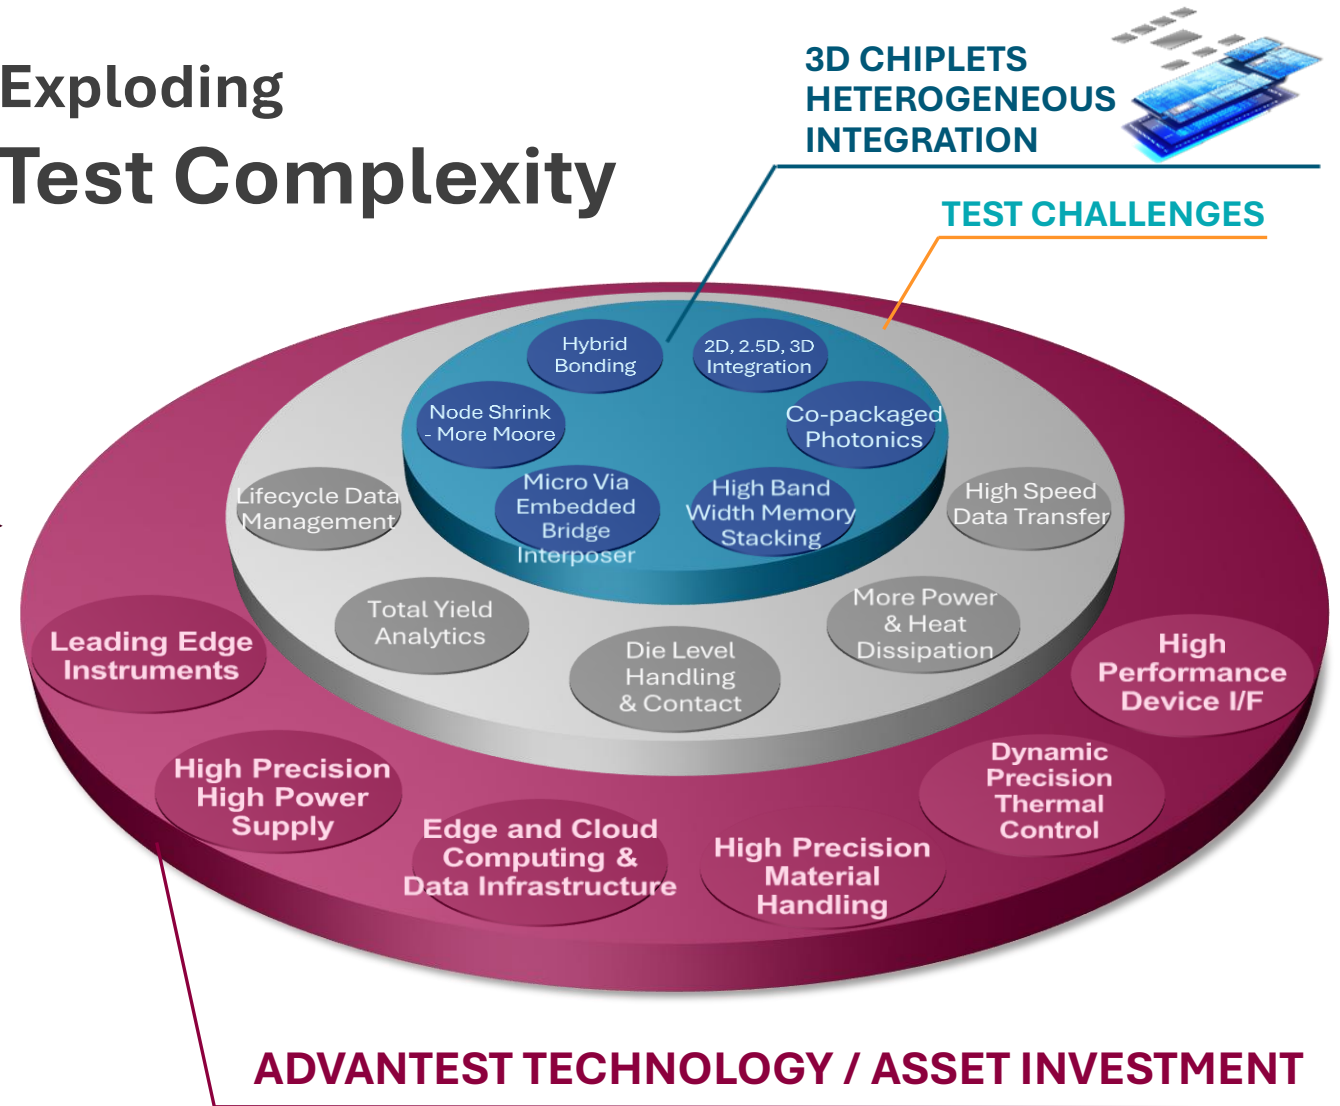 Exploding
Test Complexity
3D CHIPLETS
HETEROGENEOUS
INTEGRATION
TEST CHALLENGES
Hybrid
Bonding
2D, 2.5D, 3D
Integration
Node Shrink
- More Moore
Co-packaged
Photonics
Micro Via
Embedded
Bridge
Interposer
High Band
Width Memory
Stacking
Lifecycle Data
Management
High Speed
Data Transfer
Total Yield
Analytics
More Power
& Heat
Dissipation
Die Level
Handling
& Contact
Leading Edge
Instruments
High
Performance
Device I/F
High Precision
High Power
Supply
Dynamic
Precision
Thermal
Control
Edge and Cloud
Computing &
Data Infrastructure
High Precision
Material
Handling
ADVANTEST TECHNOLOGY / ASSET INVESTMENT